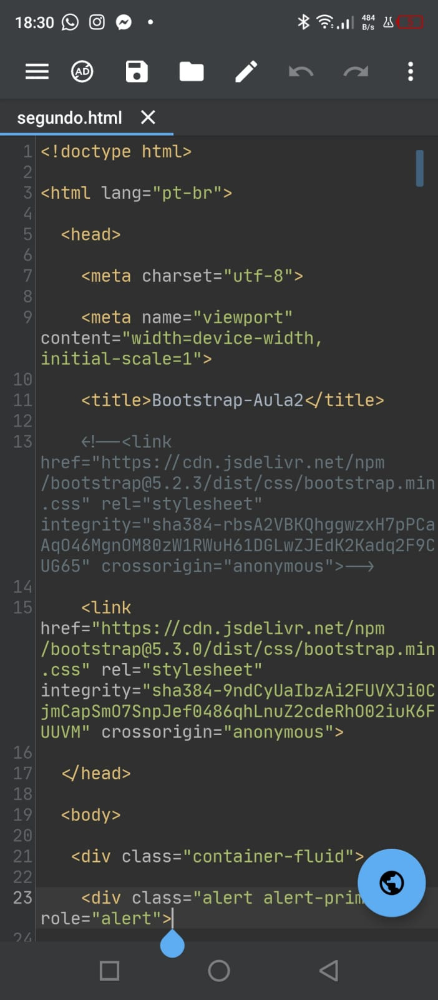 18:30
484
B/s
AD
segundo.html
1 <!doctype html>
2
3 <html lang="pt-br">
4
5 <head>
6
7 <meta charset="utf-8">
8
9 <meta name="viewport"
content="width=device-width,
initial-scale=1">
10
11 <title>Bootstrap-Aula2</title>
12
13 <!--<link
href="https://cdn.jsdelivr.net/npm
/bootstrap@5.2.3/dist/css/bootstrap.min
.css" rel="stylesheet"
integrity="sha384-rbsA2VBKQhggwzxH7pPCa
AqO46MgnOM80zW1RWuH61DGLwZJEdK2Kadq2F9C
UG65" crossorigin="anonymous">-->
14
15 <link
href="https://cdn.jsdelivr.net/npm
/bootstrap@5.3.0/dist/css/bootstrap.min
.css" rel="stylesheet"
integrity="sha384-9ndCyUaIbzAi2FUVXJi0C
jmCapSmO7SnpJef0486qhLnuZ2cdeRhO02iuK6F
UUVM" crossorigin="anonymous">
16
17 </head>
18
19 <body>
20
21 <div class="container-fluid">
22
23 <div class="alert alert-prim
role="alert">
24